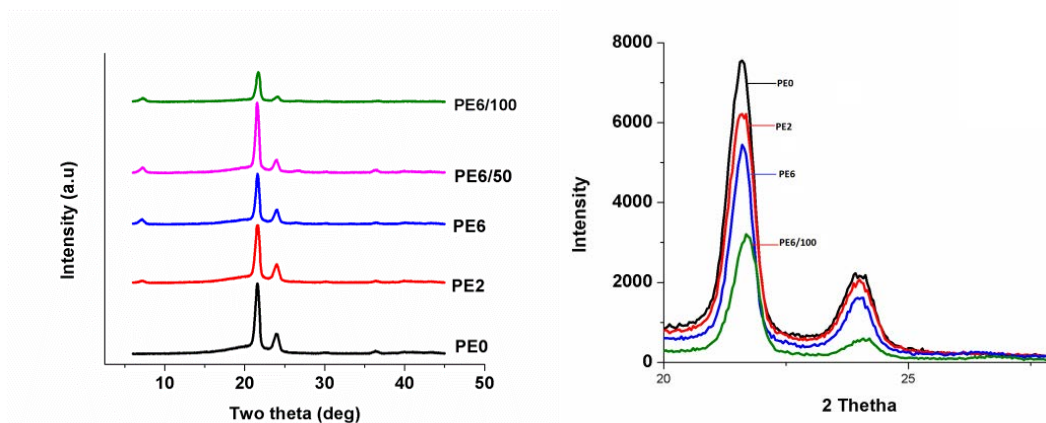 Intensity (a.u)
PE6/100
PE6/50
PE6
PE2
PE0
10 20 30 40 50
Two theta (deg)
Intensity
8000
6000
4000
2000
0
PE0
PE2
PE6
PE6/100
20 25
2 Thetha